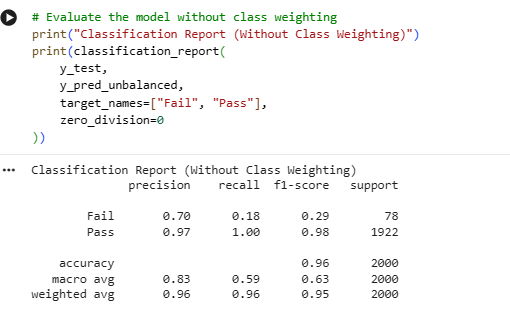 # Evaluate the model without class weighting
print("Classification Report (Without Class Weighting)")
print(classification_report(
    y_test,
    y_pred_unbalanced,
    target_names=["Fail", "Pass"],
    zero_division=0
))
Classification Report (Without Class Weighting)
              precision    recall  f1-score   support

        Fail       0.70      0.18      0.29        78
        Pass       0.97      1.00      0.98      1922

    accuracy                           0.96      2000
   macro avg       0.83      0.59      0.63      2000
weighted avg       0.96      0.96      0.95      2000